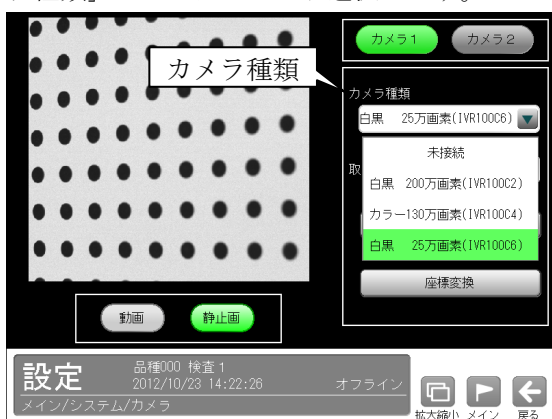 カメラ1 カメラ2
カメラ種類
カメラ種類
白黒 25万画素(IVR100C6)
未接続
取
白黒 200万画素(IVR100C2)
カラー130万画素(IVR100C4)
白黒 25万画素(IVR100C6)
座標変換
動画 静止画
設定
品種000 検査1
2012/10/23 14:22:26
オフライン
メイン/システム/カメラ
拡大縮小 メイン 戻る